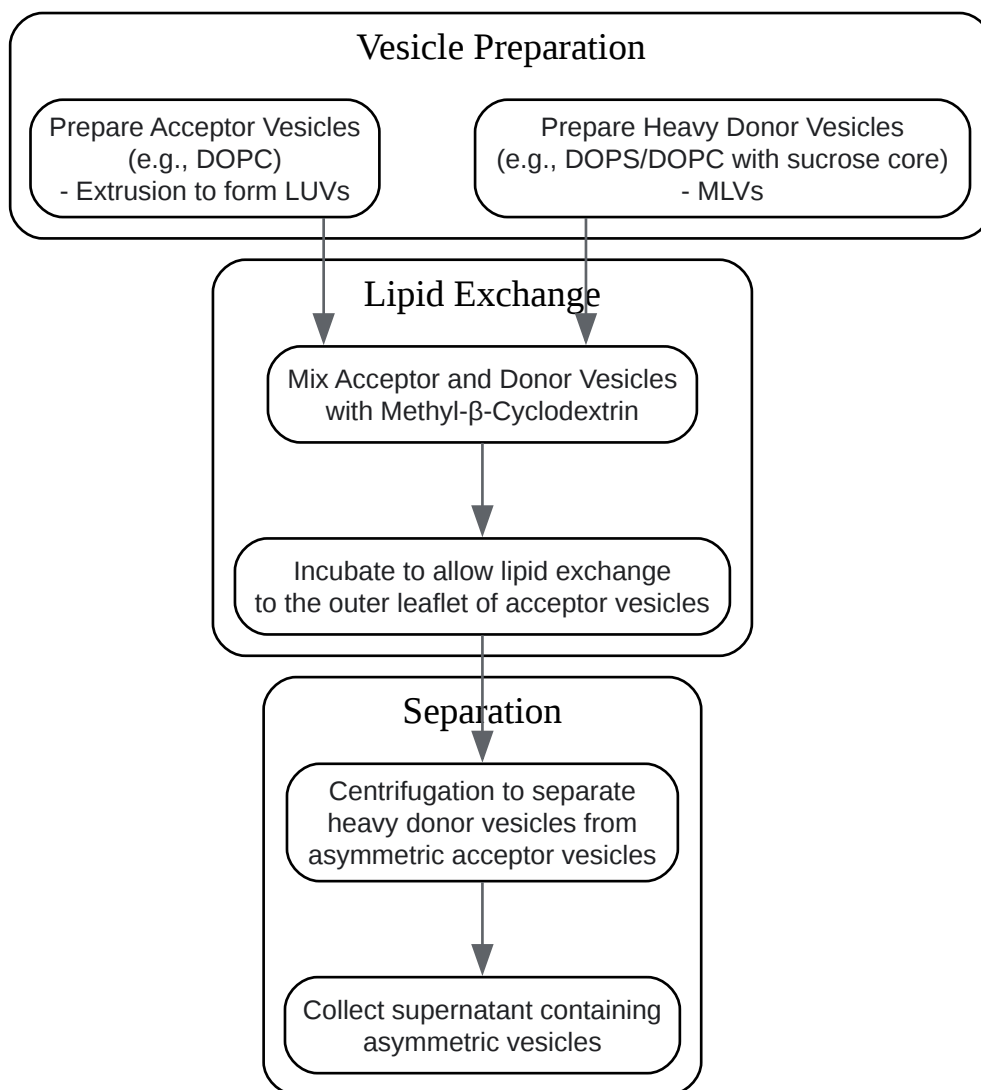 Vesicle Preparation
Prepare Acceptor Vesicles
(e.g., DOPC)
- Extrusion to form LUVs
Prepare Heavy Donor Vesicles
(e.g., DOPS/DOPC with sucrose core)
- MLVs
Lipid Exchange
Mix Acceptor and Donor Vesicles
with Methyl-β-Cyclodextrin
Incubate to allow lipid exchange
to the outer leaflet of acceptor vesicles
Separation
Centrifugation to separate
heavy donor vesicles from
asymmetric acceptor vesicles
Collect supernatant containing
asymmetric vesicles